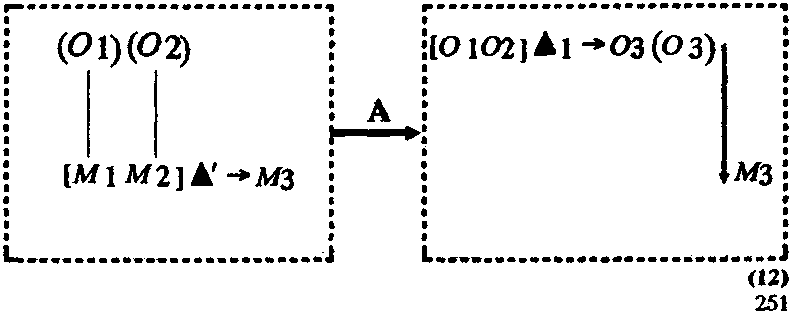 (O1)(O2)
[M1 M2]▲′→M3
A
[O1O2]▲1→O3(O3)
M3
(12)
251